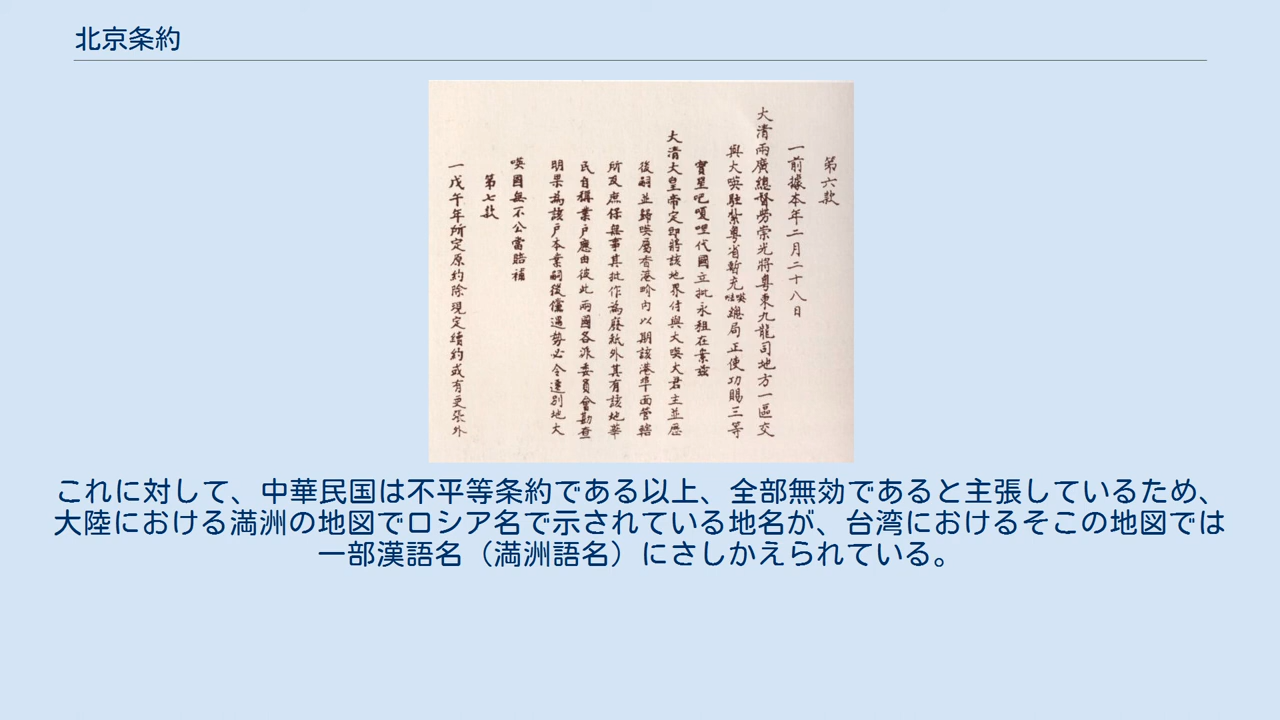 北京条約
第六款
一前據本年二月二十八日
大清兩廣總督勞崇光將粵東九龍司地方一區交
與大㖸駐紮粵省暫充㖸咄總局正使功賜三等
寶星吧嗄哩代國立批永租在案茲
大清大皇帝定即將該地界付與大㖸大君主並歷
後嗣並歸㖸屬香港界內以期該港埠面管轄
所及庶保無事其批作為廢紙外其有該地華
民自稱業戶應由彼此兩國各派委員會勘查
明果為該戶本業嗣後儻遇勢必令遷別地大
㖸國無不公當賠補
第七款
一戊午年所定原約除現定續約或有更張外
これに対して、中華民国は不平等条約である以上、全部無効であると主張しているため、
大陸における満洲の地図でロシア名で示されている地名が、台湾におけるそこの地図では
一部漢語名（満洲語名）にさしかえられている。